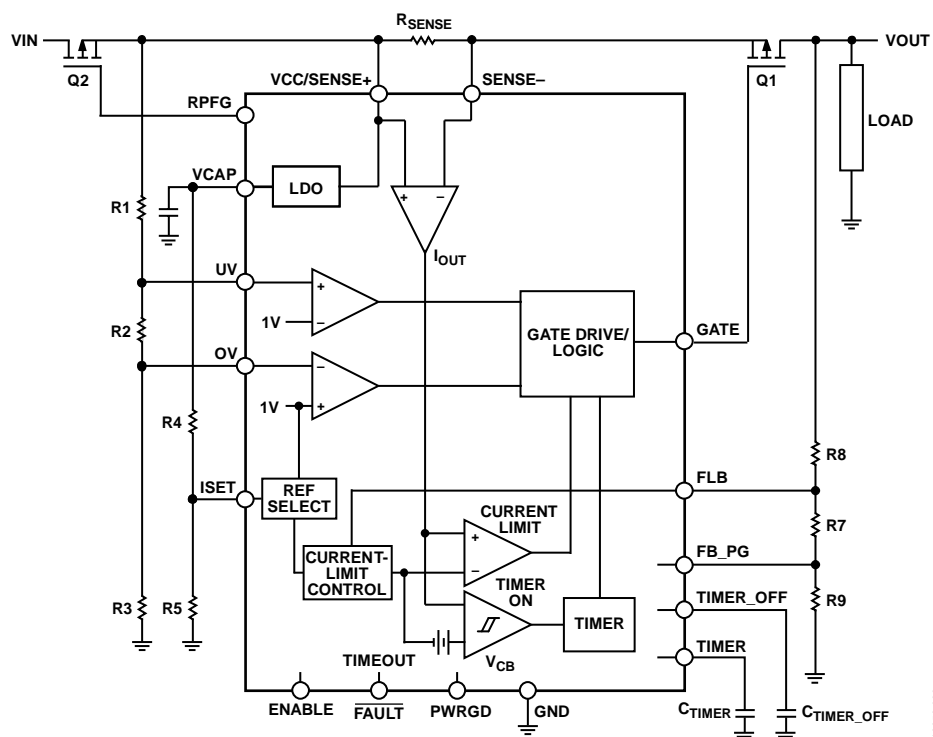 RSENSE
VIN
VOUT
Q2
VCC/SENSE+
SENSE–
Q1
RPFG
LOAD
VCAP
LDO
+
–
R1
IOUT
UV
+
1V
–
GATE DRIVE/
LOGIC
GATE
R2
OV
–
1V
+
R4
R8
ISET
REF
SELECT
FLB
CURRENT
LIMIT
R7
+
–
CURRENT-
LIMIT
CONTROL
FB_PG
TIMER
ON
TIMER_OFF
R3
R5
TIMER
R9
TIMEOUT
VCB
TIMER
ENABLE
FAULT
PWRGD
GND
CTIMER
CTIMER_OFF